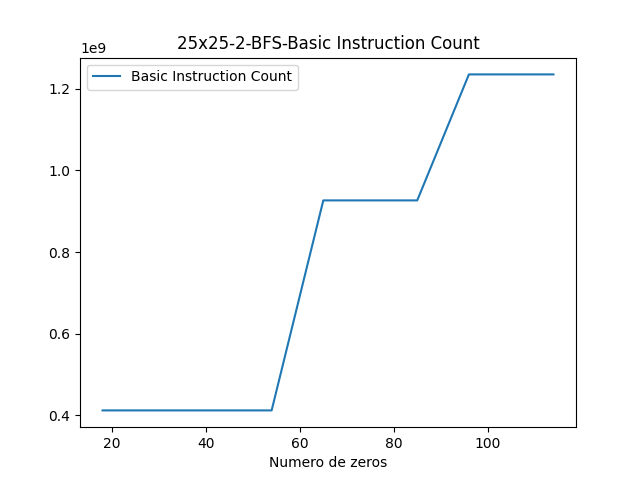 25x25-2-BFS-Basic Instruction Count
1e9
Basic Instruction Count
1.2
1.0
0.8
0.6
0.4
20 40 60 80 100
Numero de zeros